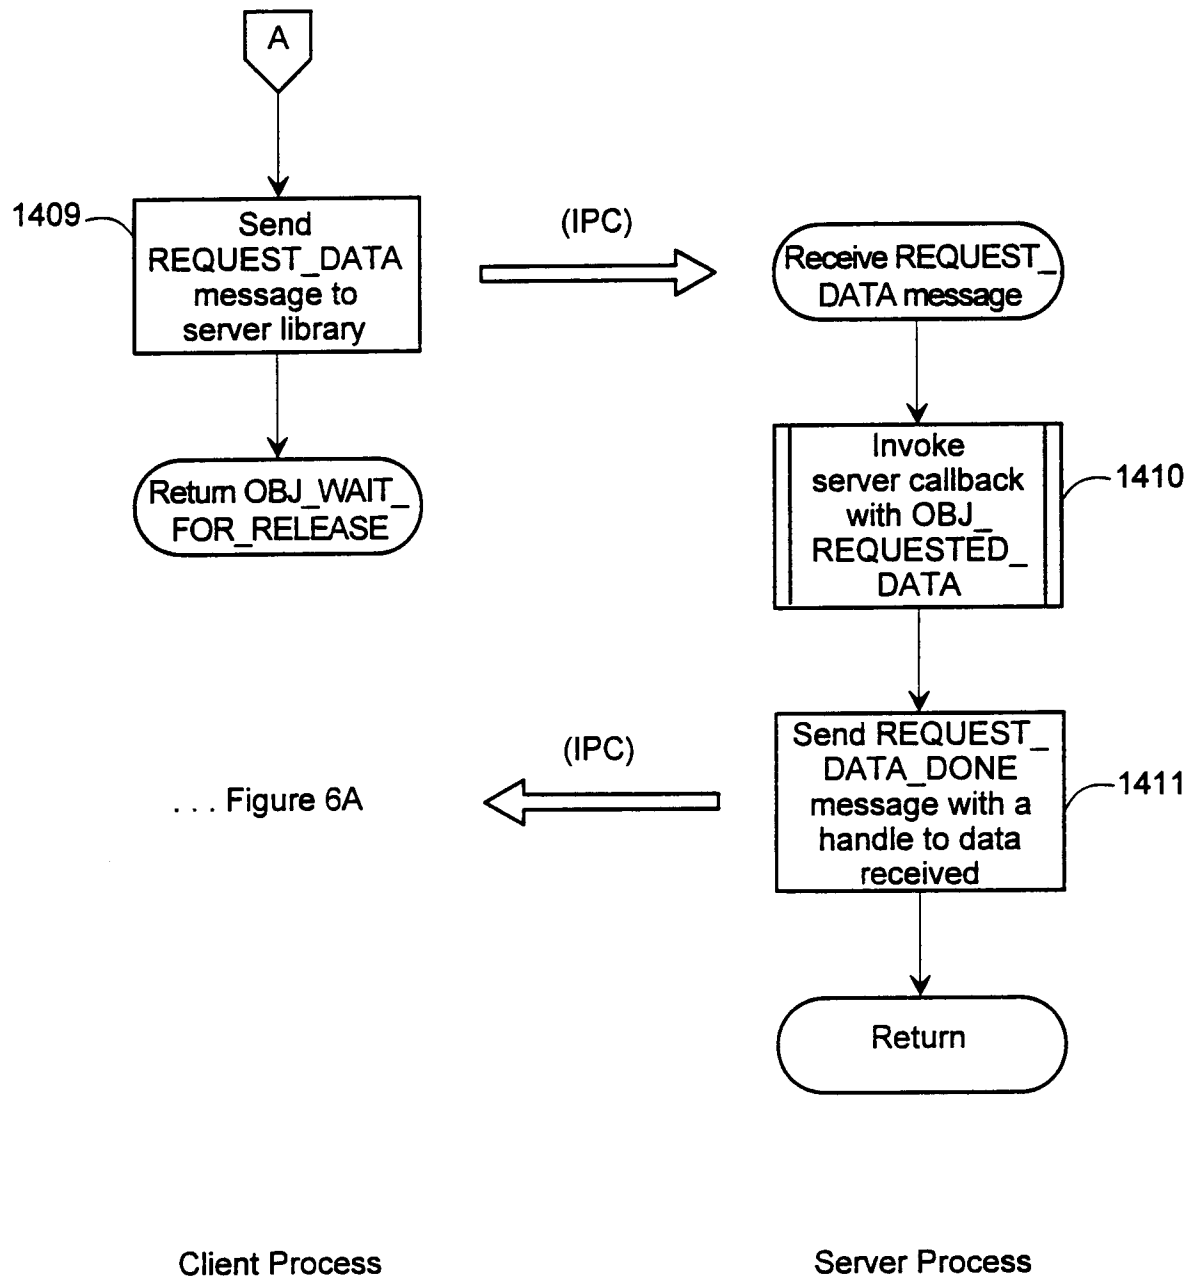 A
1409
Send
REQUEST_DATA
message to
server library
(IPC)
Receive REQUEST_
DATA message
Return OBJ_WAIT_
FOR_RELEASE
Invoke
server callback
with OBJ_
REQUESTED_
DATA
1410
. . . Figure 6A
(IPC)
Send REQUEST_
DATA_DONE
message with a
handle to data
received
1411
Return
Client Process
Server Process